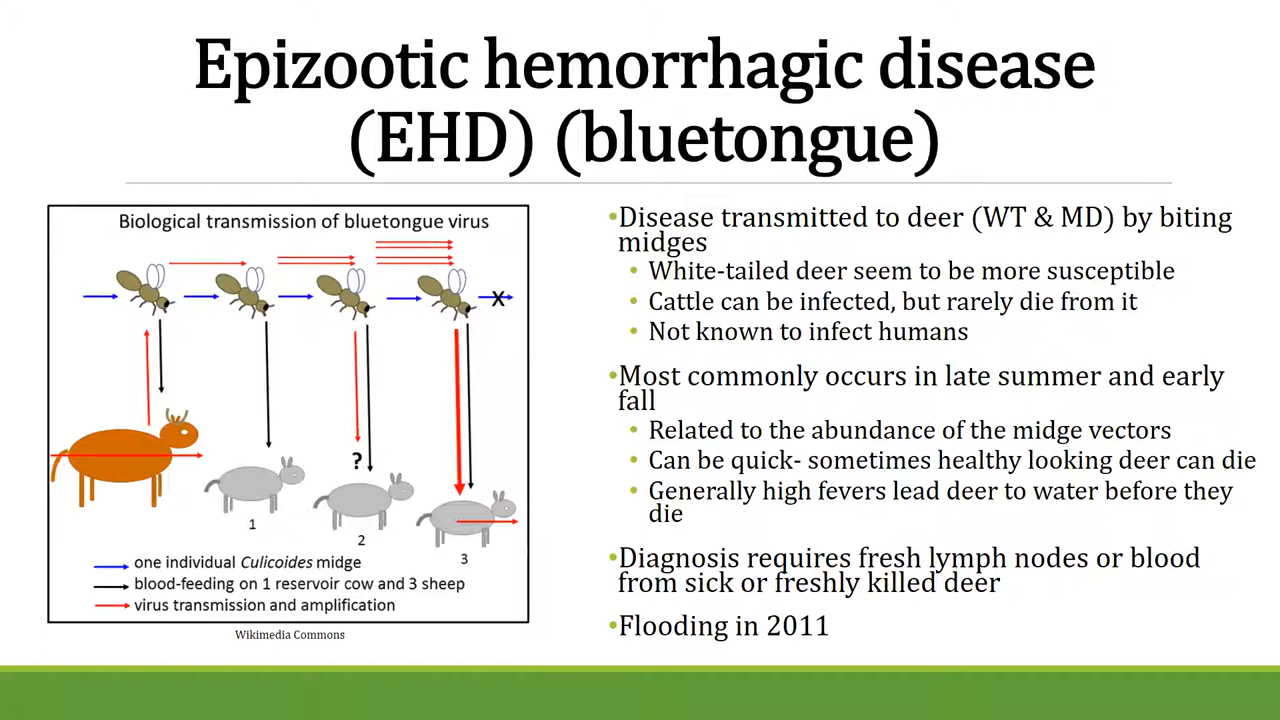 Epizootic hemorrhagic disease
(EHD) (bluetongue)
Biological transmission of bluetongue virus
X
?
1
2
3
one individual Culicoides midge
blood-feeding on 1 reservoir cow and 3 sheep
virus transmission and amplification
Wikimedia Commons
•Disease transmitted to deer (WT & MD) by biting
midges
• White-tailed deer seem to be more susceptible
• Cattle can be infected, but rarely die from it
• Not known to infect humans
•Most commonly occurs in late summer and early
fall
• Related to the abundance of the midge vectors
• Can be quick- sometimes healthy looking deer can die
• Generally high fevers lead deer to water before they
die
•Diagnosis requires fresh lymph nodes or blood
from sick or freshly killed deer
•Flooding in 2011